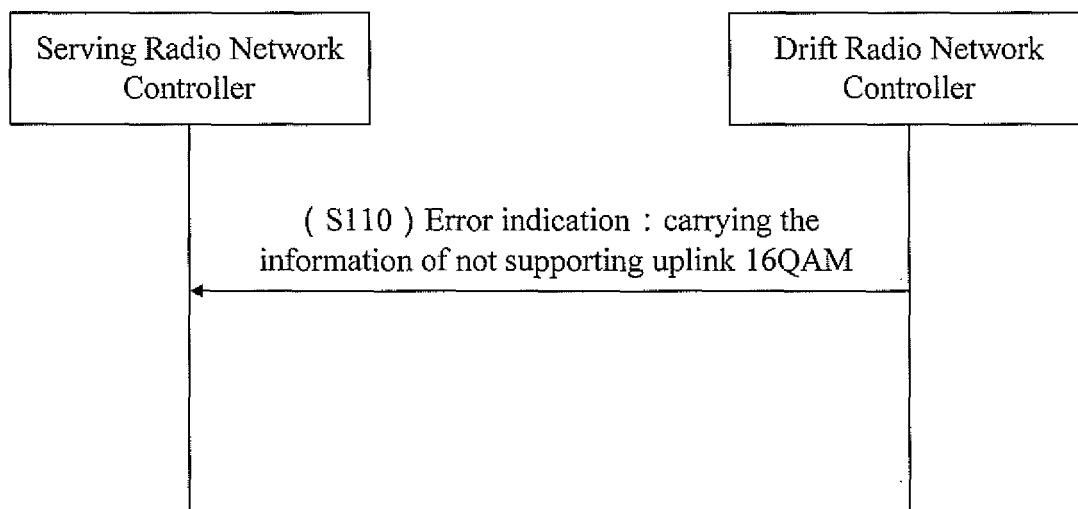 Serving Radio Network
Controller
Drift Radio Network
Controller
( S110 ) Error indication : carrying the
information of not supporting uplink 16QAM